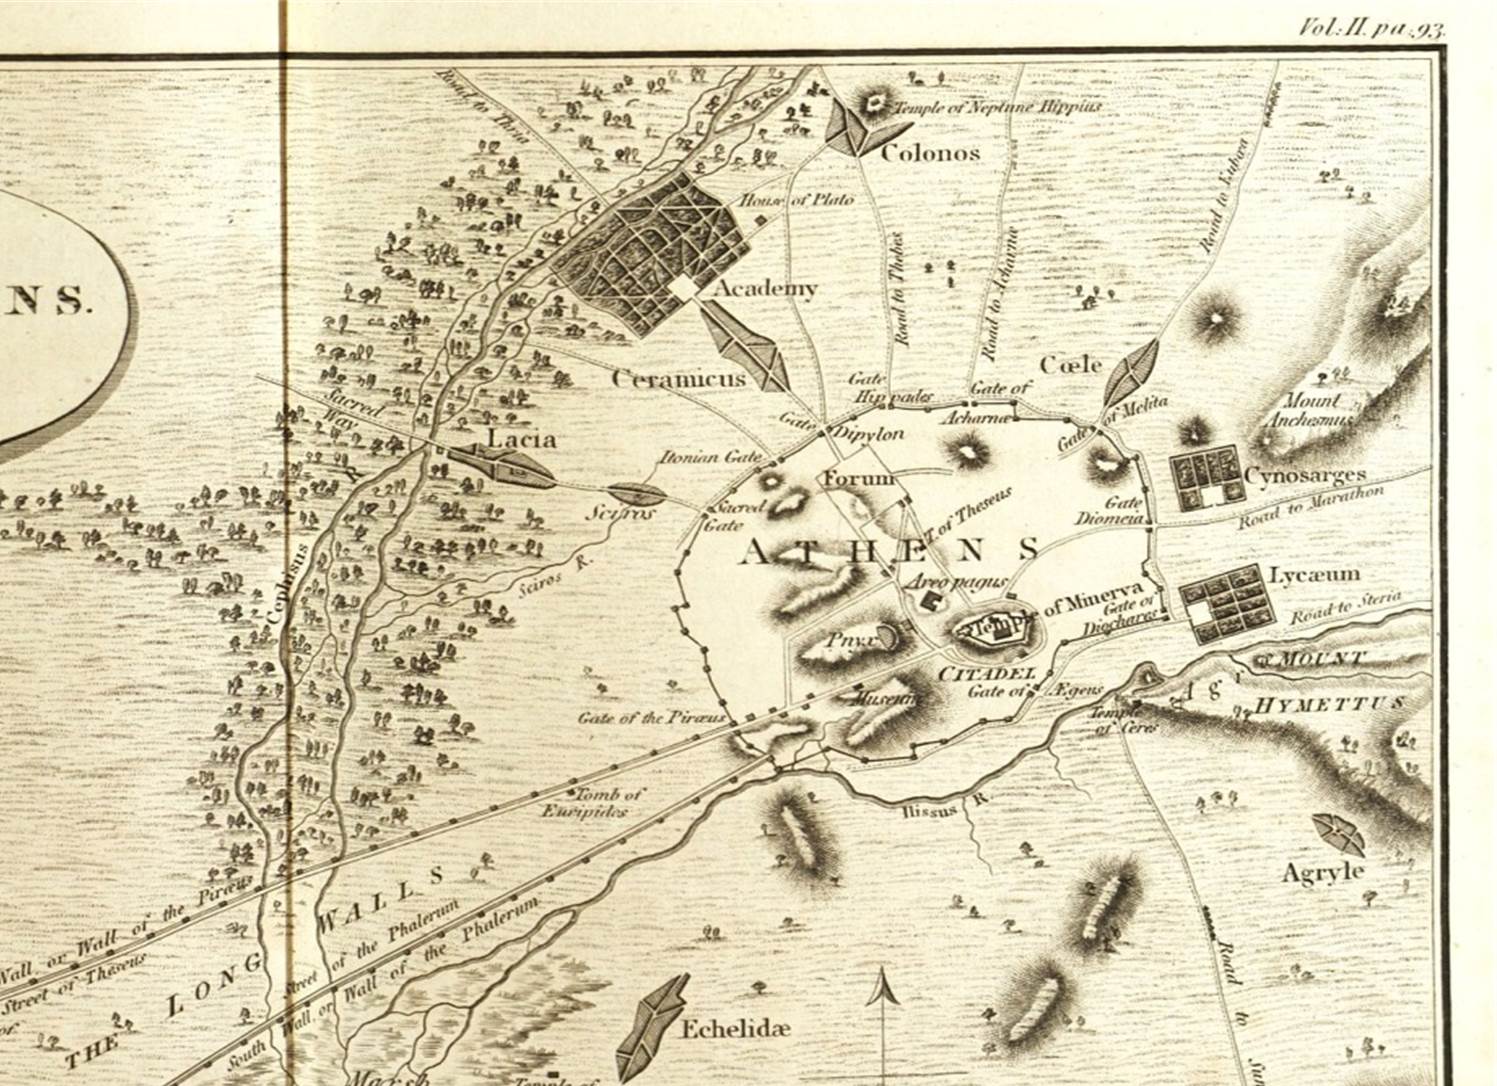 Vol: II. pa: 93.
Road to Thria
Temple of Neptune Hippius
Colonos
House of Plato
Road to Eubœa
NS.
Academy
Road to Thebes
Road to Acharnæ
Cœle
Ceramicus
Sacred
Way
Gate
Hippades
Gate of
Acharnæ
Gate of Melita
Mount
Anchesmus
Lacia
Gate
Dipylon
Itonian Gate
Forum
Cynosarges
Road to Marathon
Sciros
Sacred
Gate
T. of Theseus
Gate
Diomeia
ATHENS
Cephisus R
Sciros R.
Areopagus
Lycæum
Temple of Minerva
Gate of
Diochares
Road to Steria
Pnyx
CITADEL
MOUNT
HYMETTUS
Gate of Ægeus
Agr
Museum
Temple
of Ceres
Gate of the Piræus
Tomb of
Euripides
Ilissus R
Agryle
Wall or Wall of the Piræus
Street of Theseus
THE LONG WALLS
Street of the Phalerum
South Wall, or Wall of the Phalerum
or
Echelidæ
Road to
Sun
Marsh
Temple of